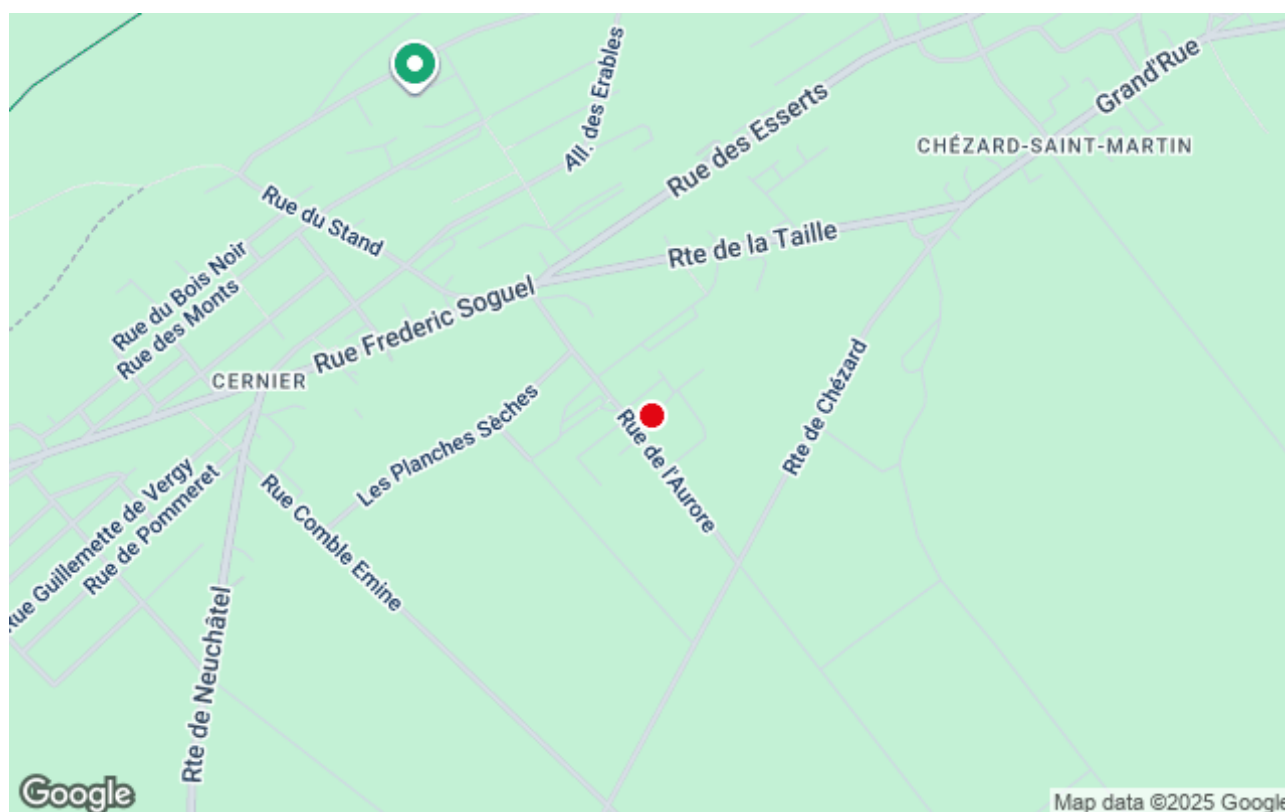 All. des Erables
Rue des Esserts
Grand'Rue
CHÉZARD-SAINT-MARTIN
Rue du Stand
Rte de la Taille
Rue du Bois Noir
Rue des Monts
Rue Frederic Soguel
CERNIER
Les Planches Sèches
Rue de l'Aurore
Rte de Chézard
Rue Guillemette de Vergy
Rue de Pommeret
Rue Comble Emine
Rte de Neuchâtel
Google
Map data ©2025 Google